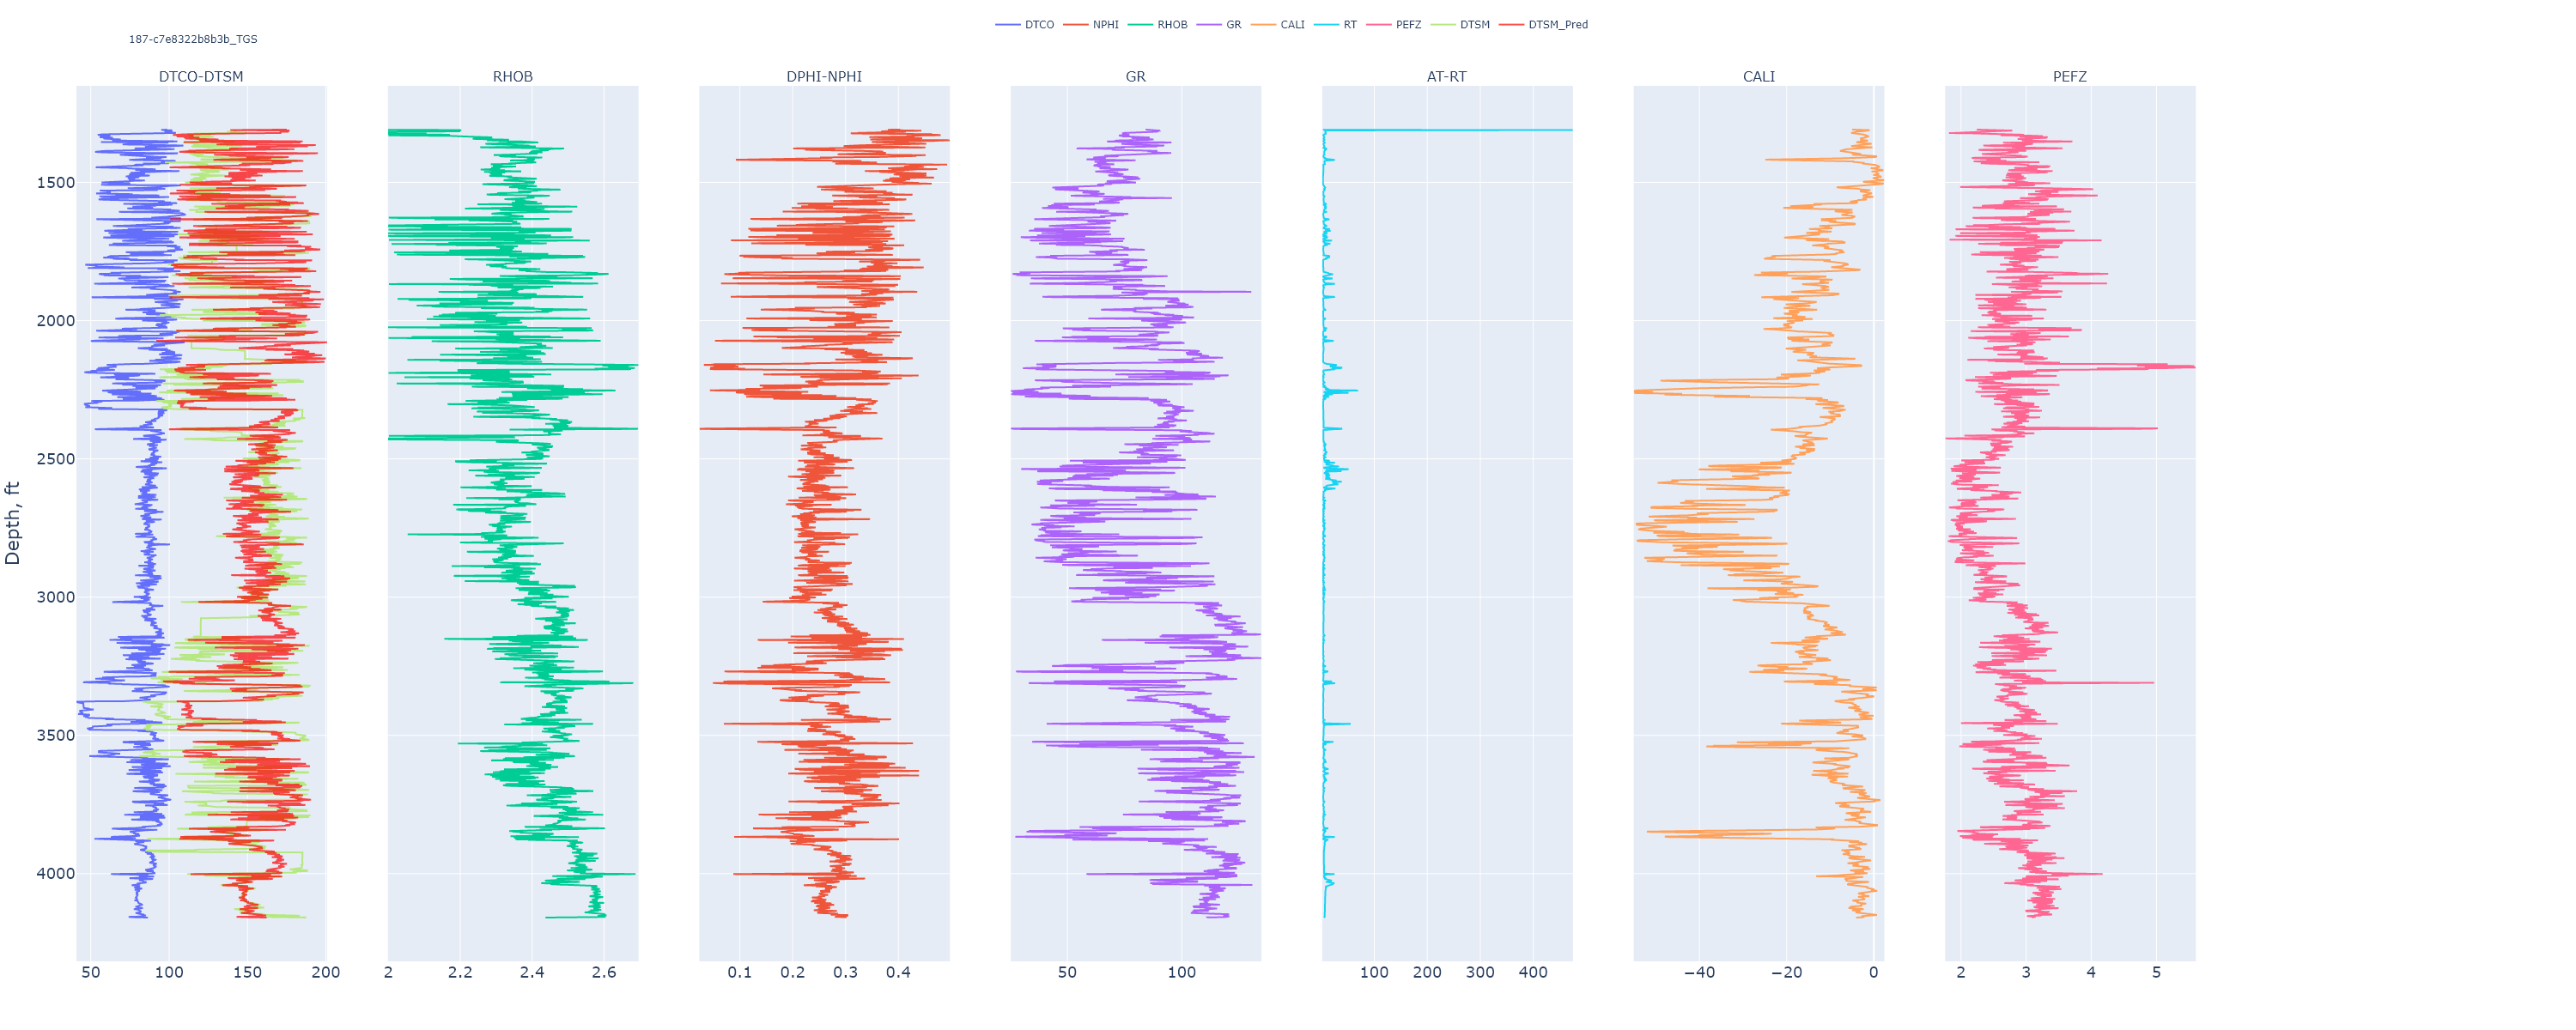 DTCO NPHI RHOB GR CALI RT PEFZ DTSM DTSM_Pred
187-c7e8322b8b3b_TGS
DTCO-DTSM RHOB DPHI-NPHI GR AT-RT CALI PEFZ
1500
2000
2500
3000
3500
4000
Depth, ft
50 100 150 200 2 2.2 2.4 2.6 0.1 0.2 0.3 0.4 50 100 100 200 300 400 −40 −20 0 2 3 4 5